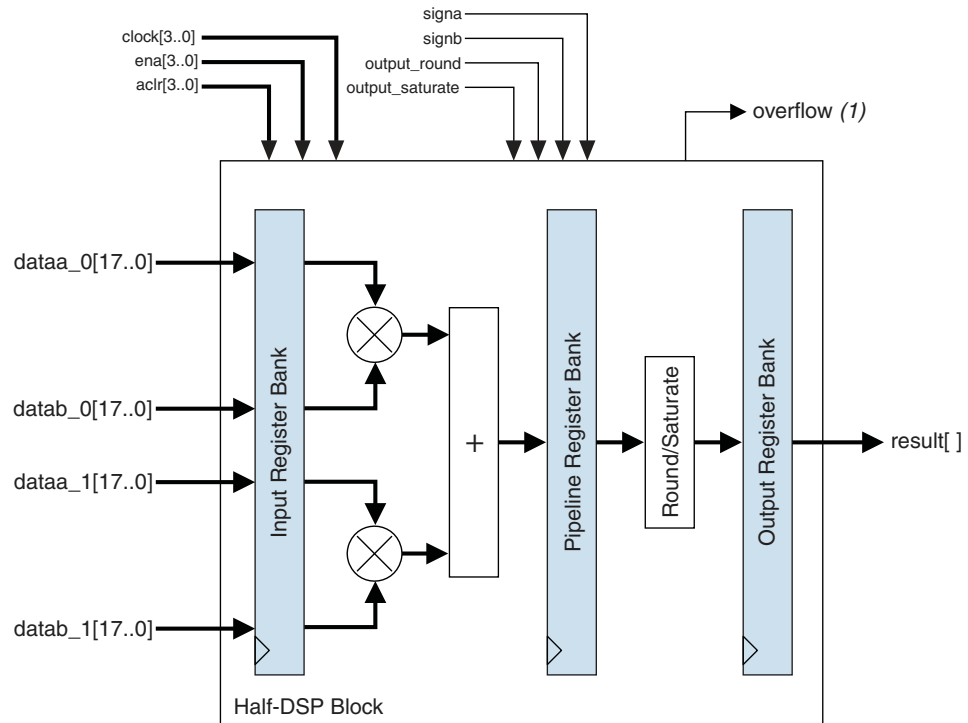 signa
clock[3..0]
signb
ena[3..0]
output_round
aclr[3..0]
output_saturate
overflow (1)
dataa_0[17..0]
datab_0[17..0]
dataa_1[17..0]
datab_1[17..0]
Input Register Bank
+
Pipeline Register Bank
Round/Saturate
Output Register Bank
result[ ]
Half-DSP Block